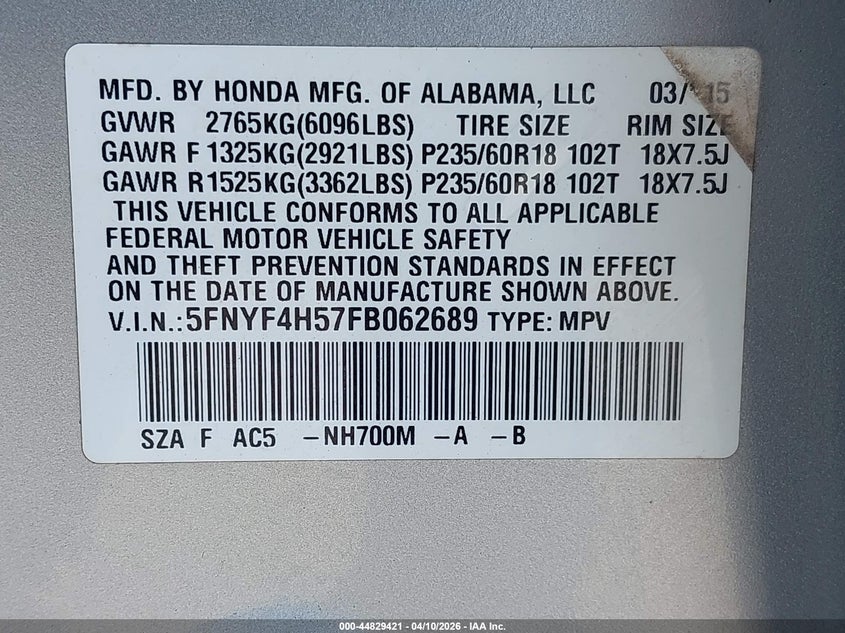 MFD. BY HONDA MFG. OF ALABAMA, LLC 03/15
GVWR 2765KG(6096LBS) TIRE SIZE RIM SIZE
GAWR F 1325KG(2921LBS) P235/60R18 102T 18X7.5J
GAWR R1525KG(3362LBS) P235/60R18 102T 18X7.5J
THIS VEHICLE CONFORMS TO ALL APPLICABLE
FEDERAL MOTOR VEHICLE SAFETY
AND THEFT PREVENTION STANDARDS IN EFFECT
ON THE DATE OF MANUFACTURE SHOWN ABOVE.
V.I.N.:5FNYF4H57FB062689 TYPE: MPV
SZA F AC5 -NH700M -A -B
000-44829421 - 04/10/2026 - IAA Inc.